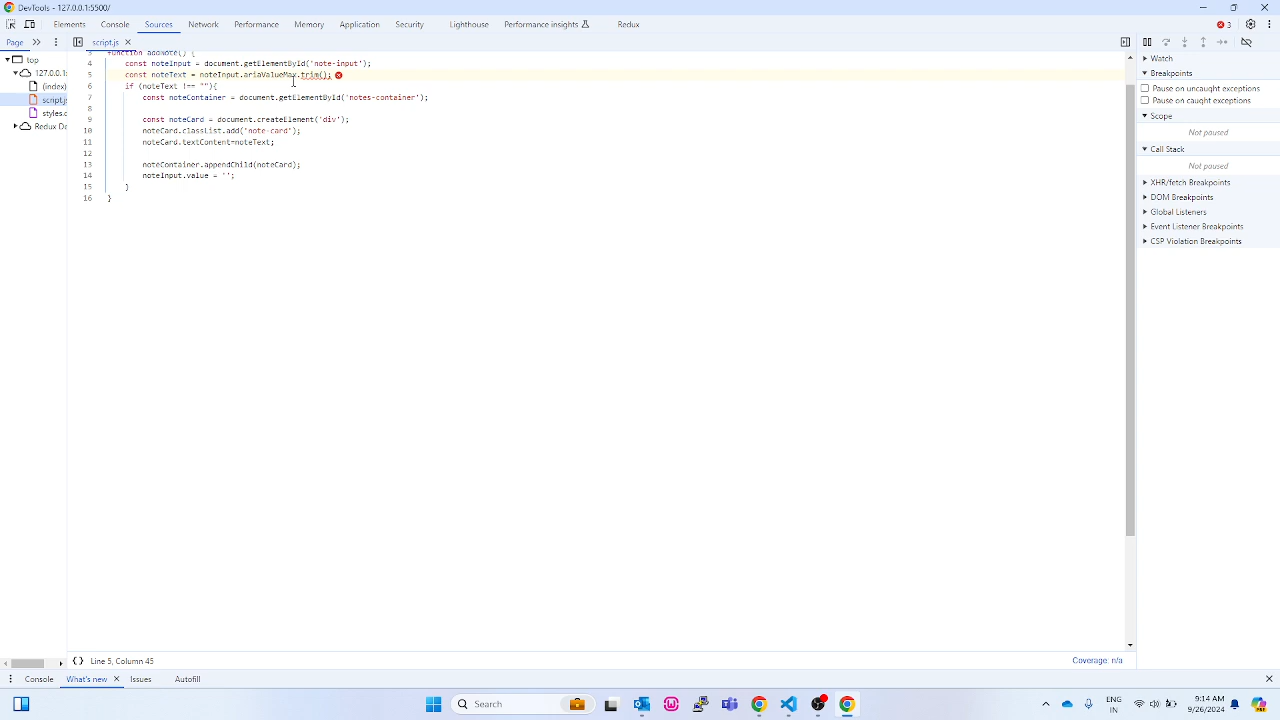 DevTools - 127.0.0.1:5500/
Elements
Console
Sources
Network
Performance
Memory
Application
Security
Lighthouse
Performance insights
Redux
3
Page
script.js
top
127.0.0.1:
(index)
script.js
styles.c
Redux De
3 function addNote() {
4 const noteInput = document.getElementById('note-input');
5 const noteText = noteInput.ariaValueMax.trim();
6 if (noteText !== ""){
7 const noteContainer = document.getElementById('notes-container');
8
9 const noteCard = document.createElement('div');
10 noteCard.classList.add('note-card');
11 noteCard.textContent=noteText;
12
13 noteContainer.appendChild(noteCard);
14 noteInput.value = '';
15 }
16 }
Watch
Breakpoints
Pause on uncaught exceptions
Pause on caught exceptions
Scope
Not paused
Call Stack
Not paused
XHR/fetch Breakpoints
DOM Breakpoints
Global Listeners
Event Listener Breakpoints
CSP Violation Breakpoints
{ } Line 5, Column 45
Coverage: n/a
Console
What's new
Issues
Autofill
Search
ENG
IN
9:14 AM
9/26/2024